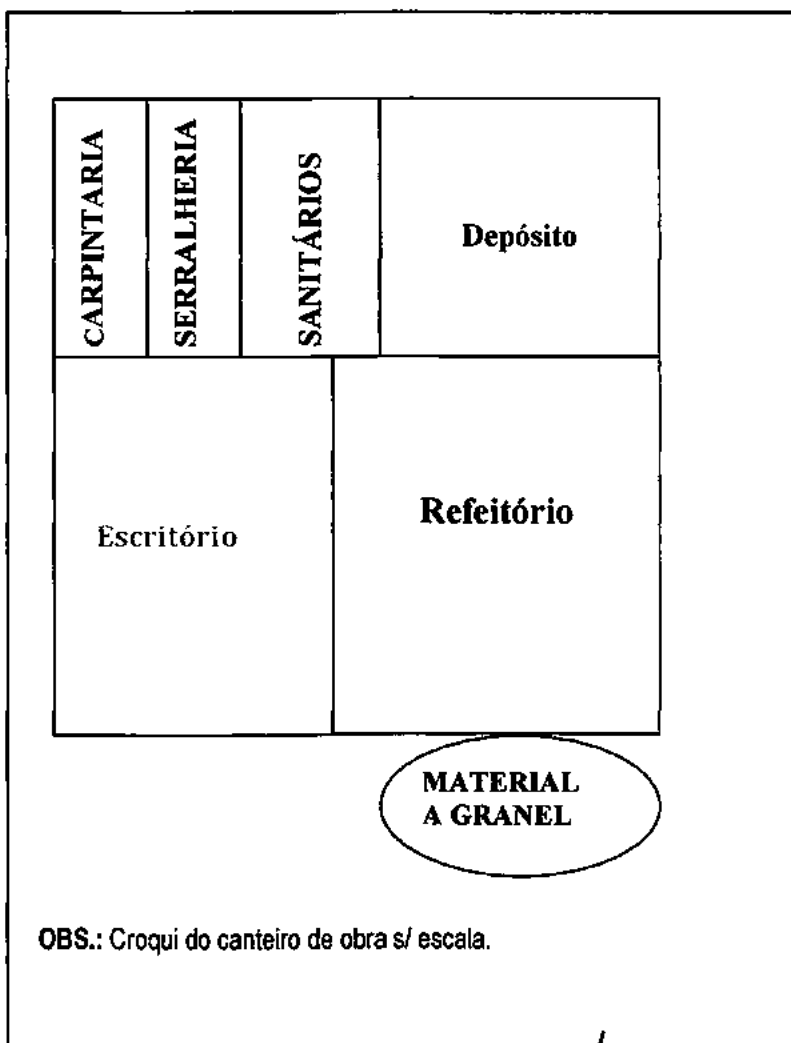 CARPINTARIA
SERRALHERIA
SANITÁRIOS
Depósito
Escritório
Refeitório
MATERIAL
A GRANEL
OBS.: Croqui do canteiro de obra s/ escala.